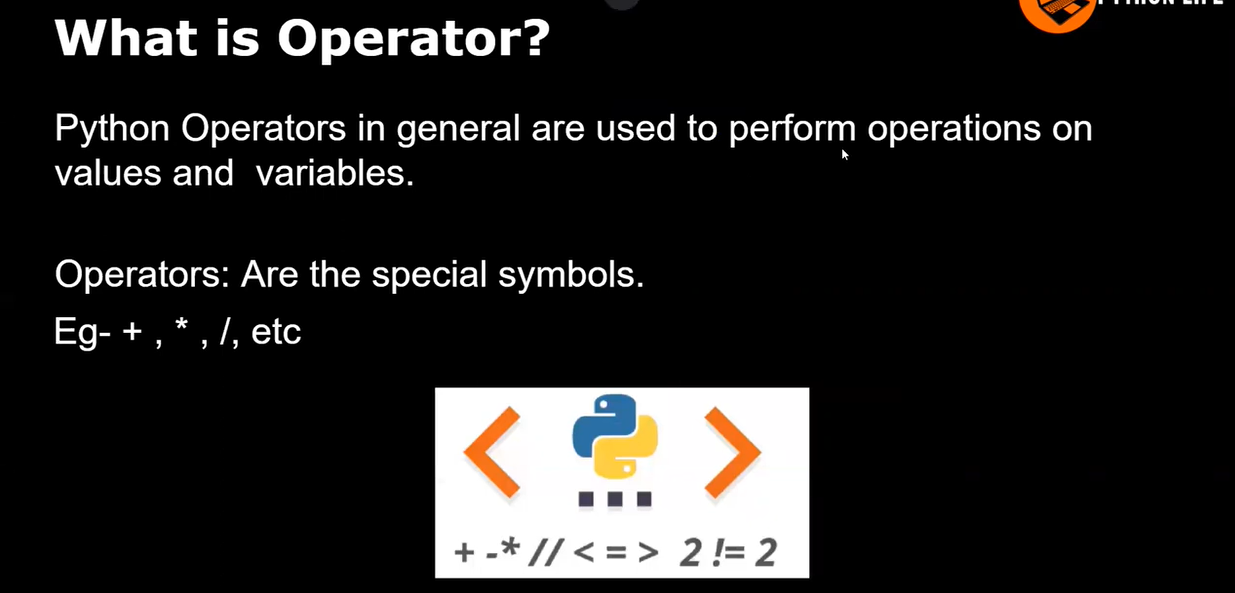 What is Operator?
Python Operators in general are used to perform operations on
values and variables.
Operators: Are the special symbols.
Eg- + , * , /, etc
+ -* // < = > 2 != 2